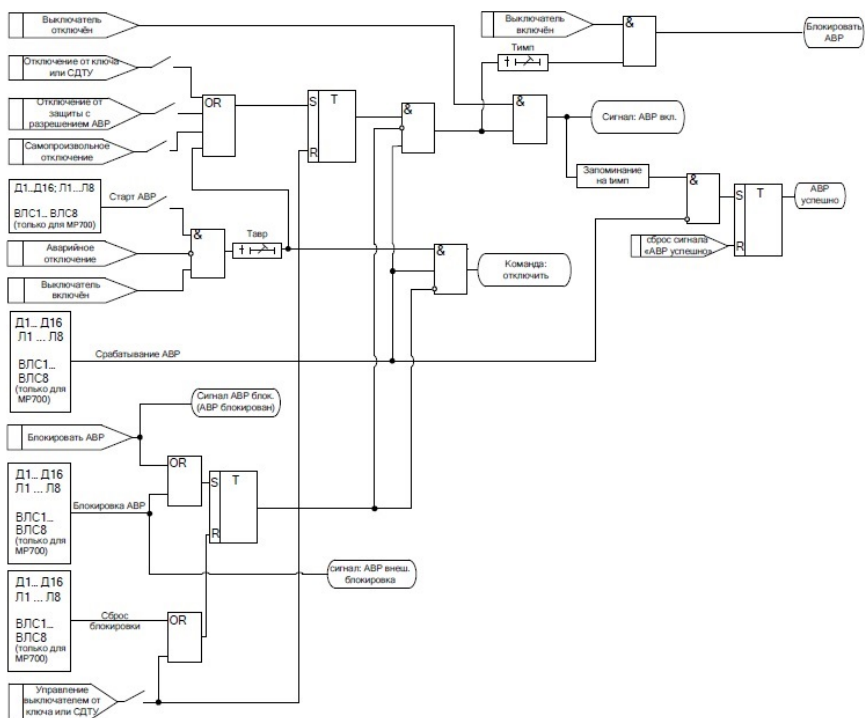 Выключатель
отключён
Отключение от ключа
или СДТУ
Отключение от
защиты с
разрешением АВР
Самопроизвольное
отключение
OR
S T
R
&
&
Выключатель
включён
Тимп
&
Блокировать
АВР
Сигнал: АВР вкл.
Запоминание
на tимп
&
S T
R
АВР
успешно
сброс сигнала
«АВР успешно»
Д1...Д16; Л1...Л8
ВЛС1... ВЛС8
(только для МР700)
Старт АВР
Аварийное
отключение
Выключатель
включён
&
Тавр
&
Команда:
отключить
Д1... Д16
Л1 ... Л8
ВЛС1...
ВЛС8
(только для
МР700)
Срабатывание АВР
Сигнал АВР блок.
(АВР блокирован)
Блокировать АВР
Д1... Д16
Л1 ... Л8
ВЛС1...
ВЛС8
(только для
МР700)
Блокировка АВР
OR
S T
R
сигнал: АВР внеш.
блокировка
Д1... Д16
Л1 ... Л8
ВЛС1...
ВЛС8
(только для
МР700)
Сброс
блокировки
OR
Управление
выключателем от
ключа или СДТУ